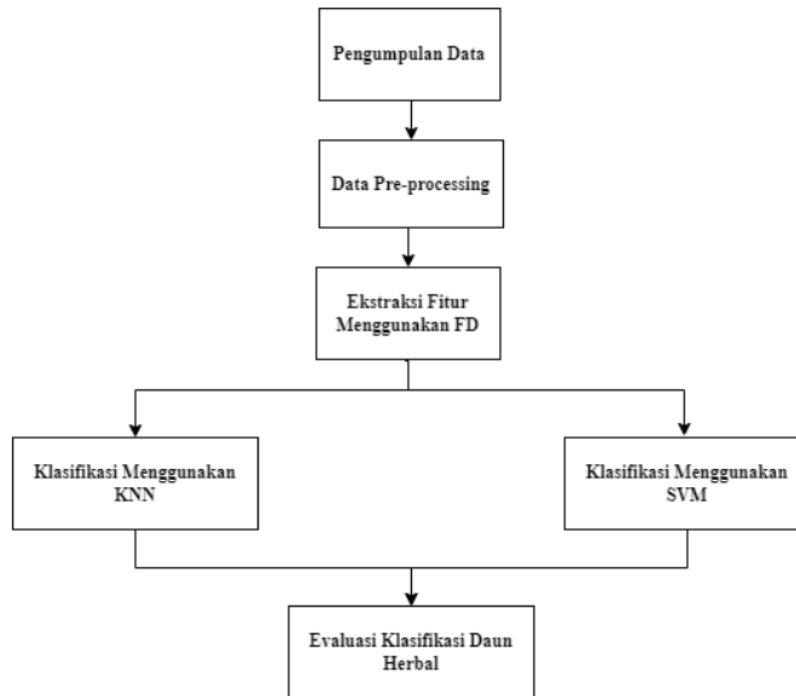 Pengumpulan Data
Data Pre-processing
Ekstraksi Fitur
Menggunakan FD
Klasifikasi Menggunakan
KNN
Klasifikasi Menggunakan
SVM
Evaluasi Klasifikasi Daun
Herbal